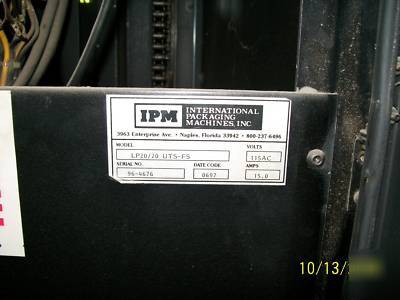 IPM INTERNATIONAL
PACKAGING
MACHINES, INC.
3963 Enterprise Ave. • Naples, Florida 33942 • 800-237-6496
MODEL VOLTS
LP20/20 UTS-FS 115AC
SERIAL NO. DATE CODE AMPS
96-4676 0697 15.0
10/13/2